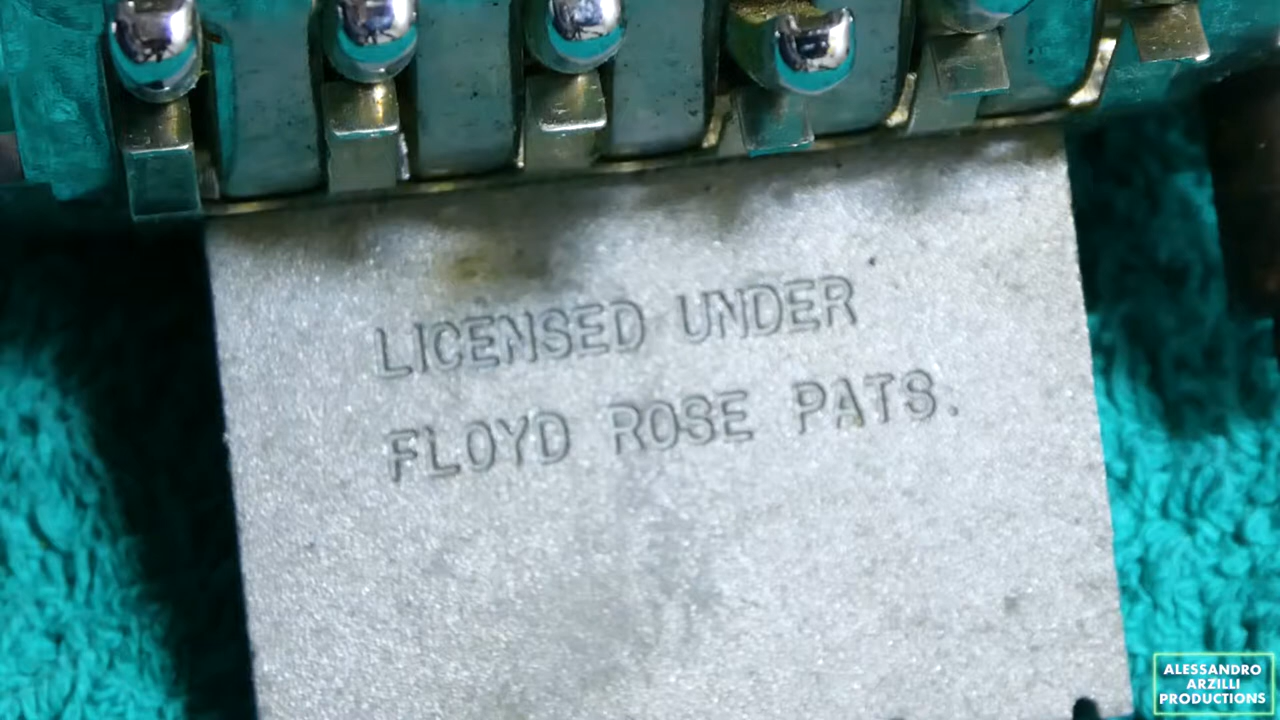 LICENSED UNDER
FLOYD ROSE PATS.
ALESSANDRO
ARZILLI
PRODUCTIONS